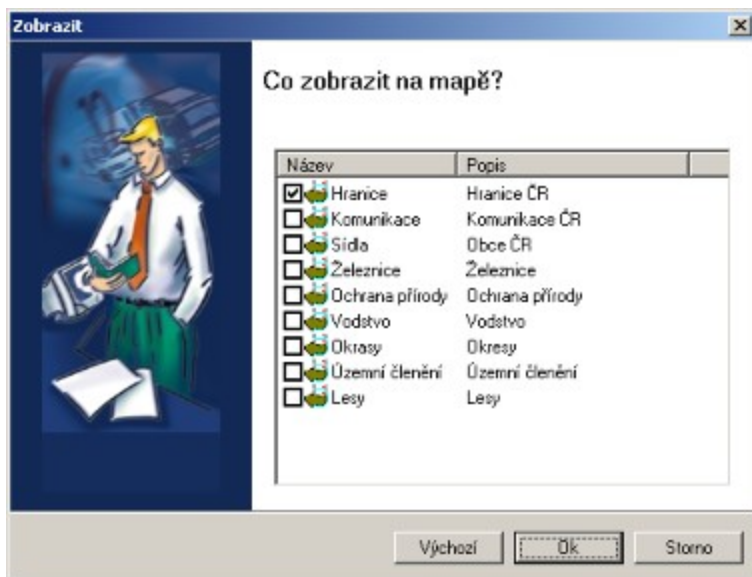 Zobrazit
Co zobrazit na mapě?
Název Popis
Hranice Hranice ČR
Komunikace Komunikace ČR
Sídla Obce ČR
Železnice Železnice
Ochrana přírody Ochrana přírody
Vodstvo Vodstvo
Okrasy Okresy
Územní členění Územní členění
Lesy Lesy
Výchozí Ok Storno